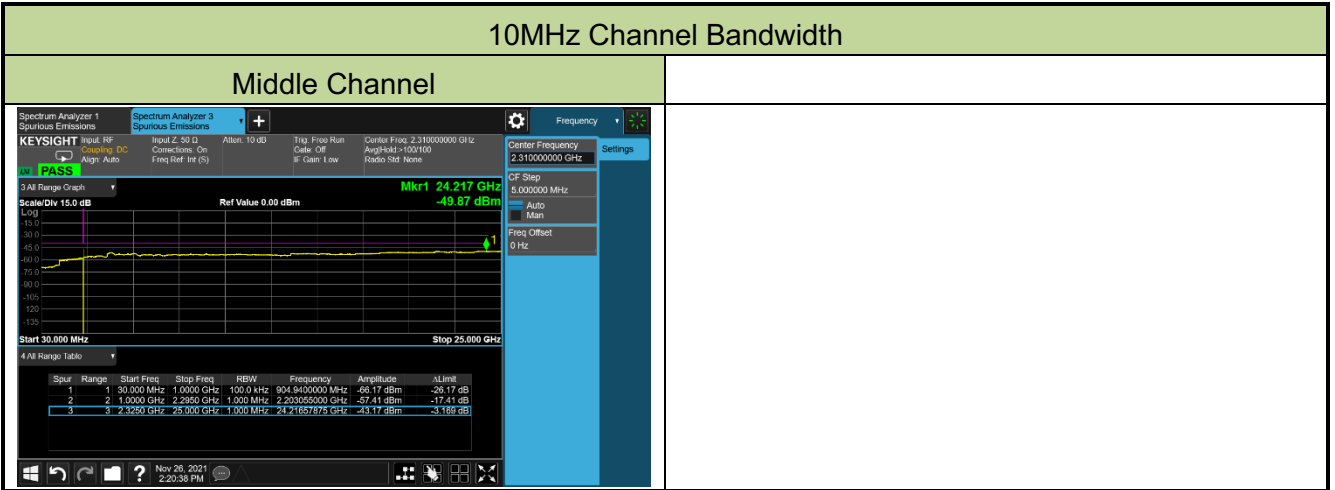 10MHz Channel Bandwidth
Middle Channel
Spectrum Analyzer 1
Spurious Emissions
Spectrum Analyzer 3
Spurious Emissions
Frequency
KEYSIGHT
Input: RF
Coupling: DC
Align: Auto
Input Z: 50 Ω
Corrections: On
Freq Ref: Int (S)
Atten: 10 dB
Trig: Free Run
Gate: Off
IF Gain: Low
Center Freq: 2.310000000 GHz
Avg|Hold:>100/100
Radio Std: None
LXI PASS
Center Frequency
2.310000000 GHz
Settings
CF Step
5.000000 MHz
Auto
Man
Freq Offset
0 Hz
3 All Range Graph
Mkr1 24.217 GHz
Scale/Div 15.0 dB
Ref Value 0.00 dBm
-49.87 dBm
Log
-15.0
-30.0
-45.0
-60.0
-75.0
-90.0
-105
-120
-135
1
Start 30.000 MHz
Stop 25.000 GHz
4 All Range Table
Spur Range Start Freq Stop Freq RBW Frequency Amplitude ΔLimit
1 1 30.000 MHz 1.0000 GHz 100.0 kHz 904.9400000 MHz -66.17 dBm -26.17 dB
2 2 1.0000 GHz 2.2950 GHz 1.000 MHz 2.203055000 GHz -57.41 dBm -17.41 dB
3 3 2.3250 GHz 25.000 GHz 1.000 MHz 24.21657875 GHz -43.17 dBm -3.169 dB
Nov 26, 2021
2:20:38 PM